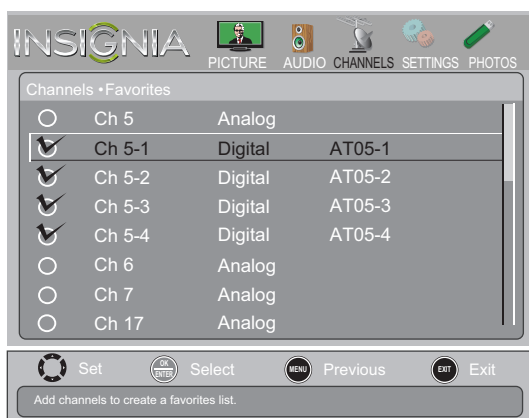 INSIGNIA
PICTURE AUDIO CHANNELS SETTINGS PHOTOS
Channels •Favorites
Ch 5 Analog
Ch 5-1 Digital AT05-1
Ch 5-2 Digital AT05-2
Ch 5-3 Digital AT05-3
Ch 5-4 Digital AT05-4
Ch 6 Analog
Ch 7 Analog
Ch 17 Analog
Set OK ENTER Select MENU Previous EXIT Exit
Add channels to create a favorites list.